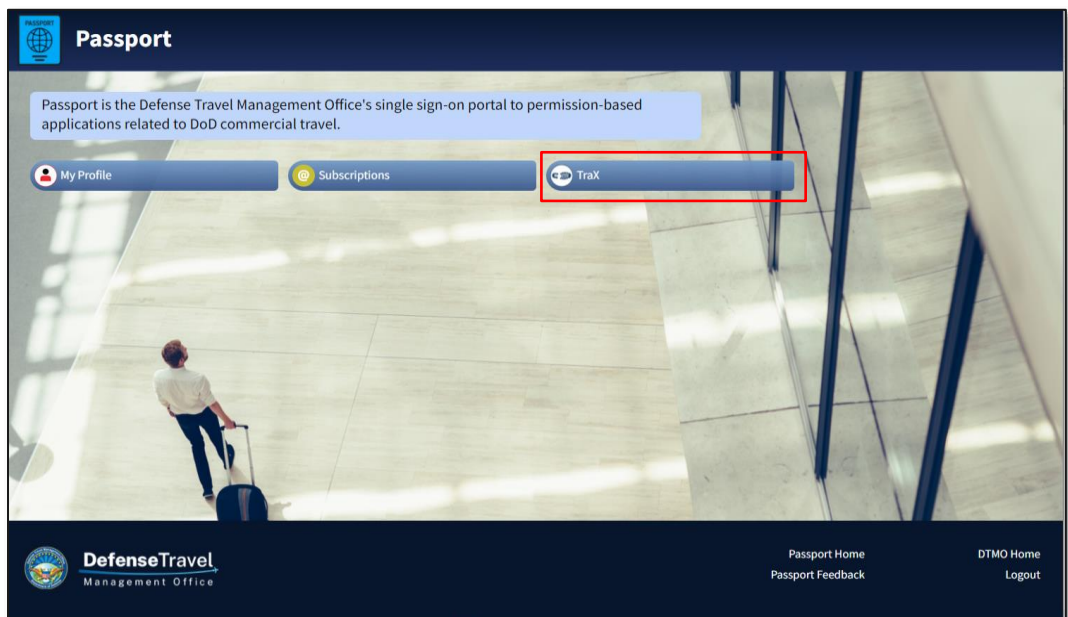 PASSPORT
Passport
Passport is the Defense Travel Management Office's single sign-on portal to permission-based
applications related to DoD commercial travel.
My Profile
@ Subscriptions
TraX
DefenseTravel
Management Office
Passport Home
DTMO Home
Passport Feedback
Logout